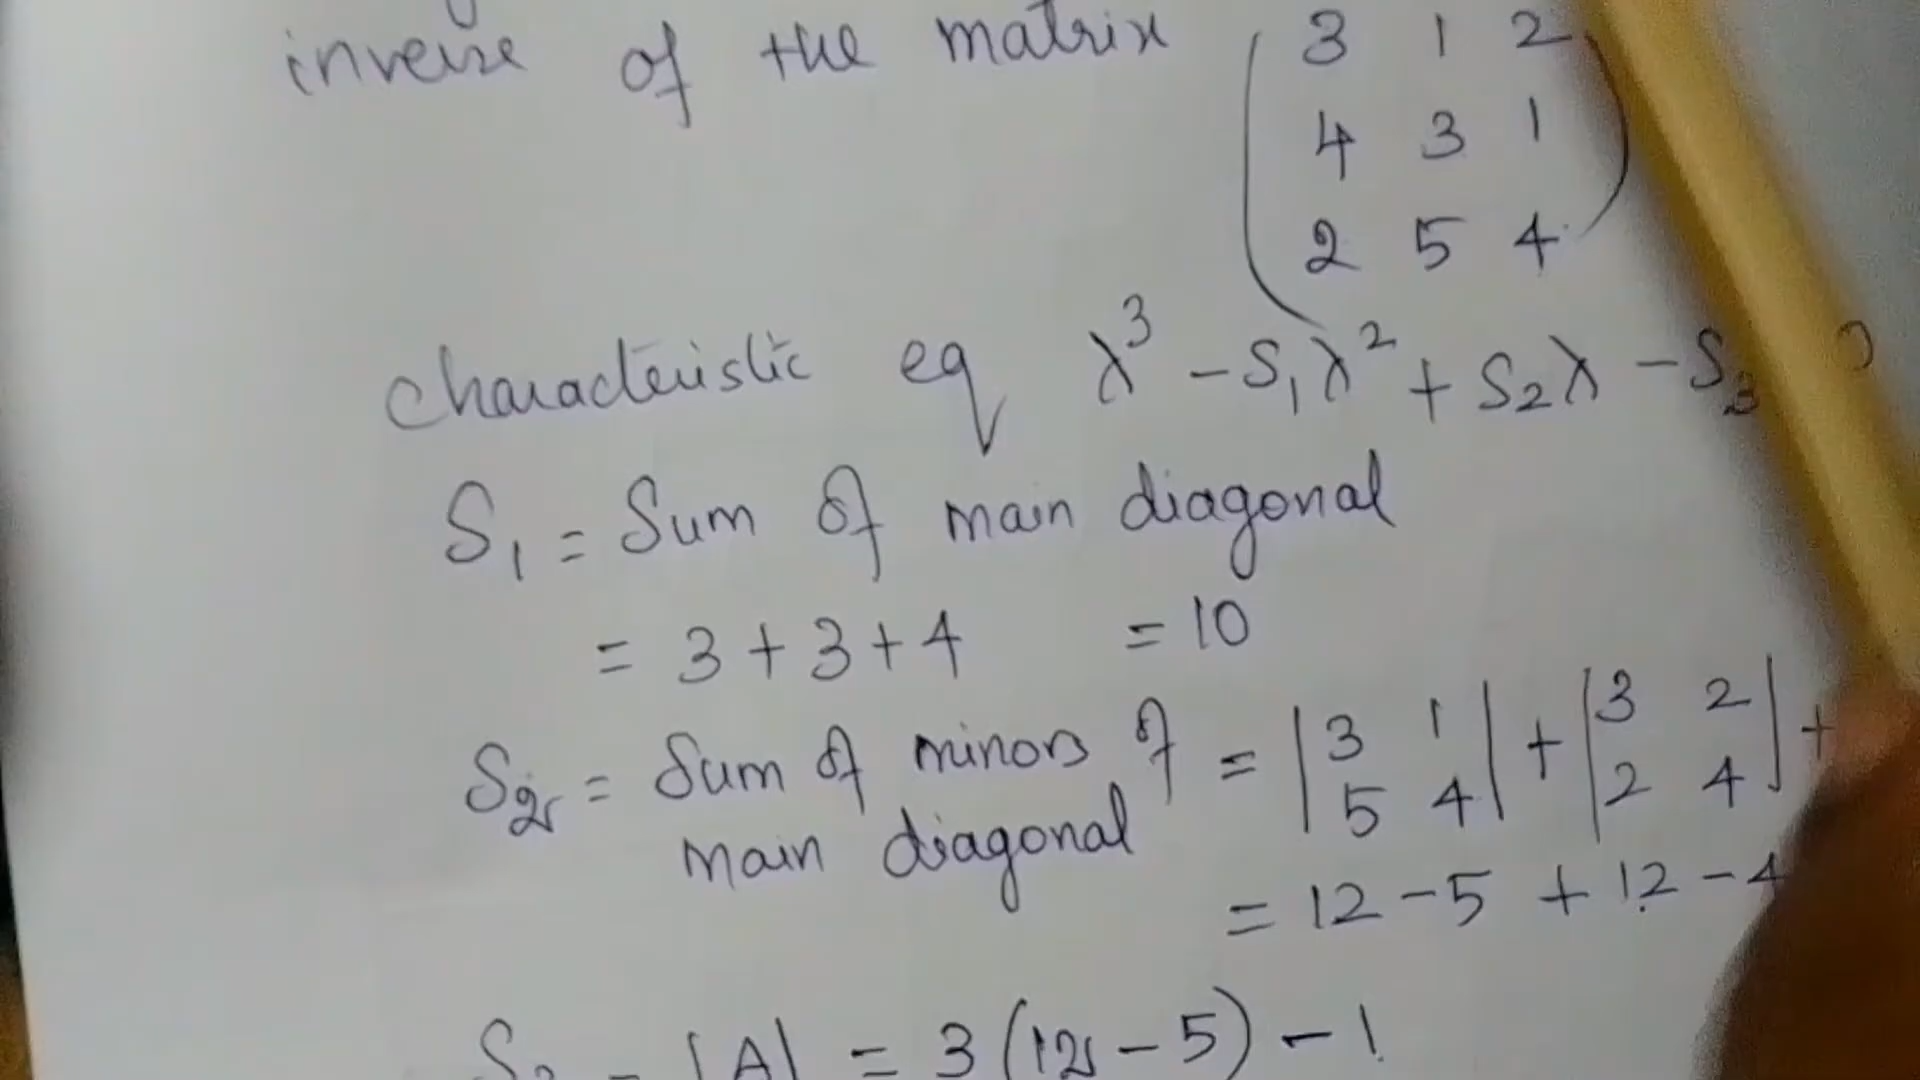 inverse of the matrix ( 3 1 2
4 3 1
2 5 4 )
characteristic eq λ³ - S₁λ² + S₂λ - S₃
S₁ = Sum of main diagonal
= 3 + 3 + 4 = 10
S₂ = Sum of minors of main diagonal = | 3 1 | + | 3 2 | +
| 5 4 | | 2 4 |
= 12 - 5 + 12 - 4
S₃ = |A| = 3 (12 - 5) - 1